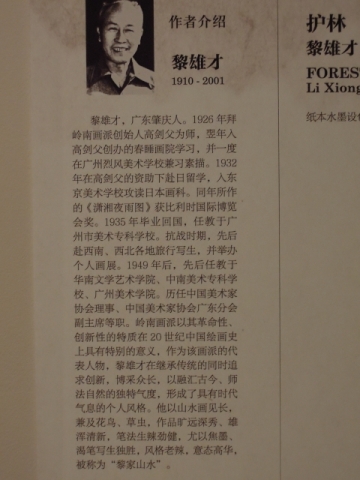 作者介绍
黎雄才
1910 - 2001
黎雄才，广东肇庆人。1926 年拜
岭南画派创始人高剑父为师，翌年入
高剑父创办的春睡画院学习，并一度
在广州烈风美术学校兼习素描。1932
年在高剑父的资助下赴日留学，入东
京美术学校攻读日本画科。同年所作
《潇湘夜雨图》获比利时国际博览
会奖。1935 年毕业回国，任教于广
州市美术专科学校。抗战时期，先后
赴西南、西北各地旅行写生，并举办
个人画展。1949 年后，先后任教于
华南文学艺术学院、中南美术专科学
校、广州美术学院。历任中国美术家
协会理事、中国美术家协会广东分会
副主席等职。岭南画派以其革命性、
创新性的特质在 20 世纪中国绘画史
上具有特别的意义，作为该画派的代
表人物，黎雄才在继承传统的同时追
求创新，博采众长，以融汇古今、师
法自然的独特气度，形成了具有时代
气息的个人风格。他以山水画见长，
兼及花鸟、草虫，作品旷远深秀、雄
浑清新，笔法生辣劲健，尤以焦墨、
渴笔写生独胜，风格老辣，意态高华，
被称为“黎家山水”。
护林
黎雄才
FORES
Li Xiong
纸本水墨设